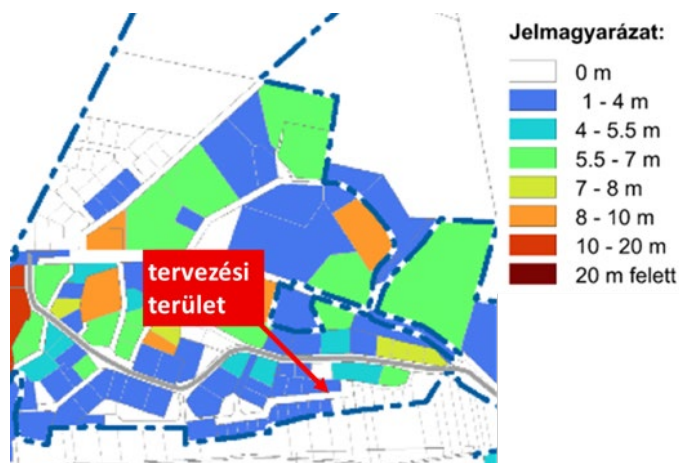 Jelmagyarázat:
0 m
1 - 4 m
4 - 5.5 m
5.5 - 7 m
7 - 8 m
8 - 10 m
10 - 20 m
20 m felett
tervezési
terület